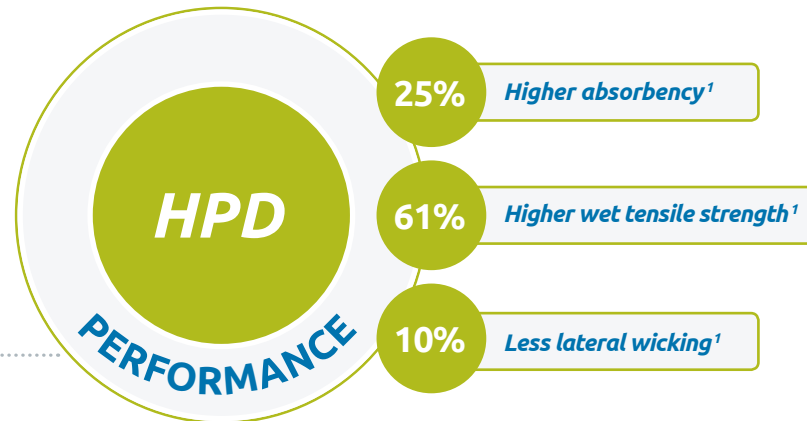 HPD
PERFORMANCE
25% Higher absorbency¹
61% Higher wet tensile strength¹
10% Less lateral wicking¹